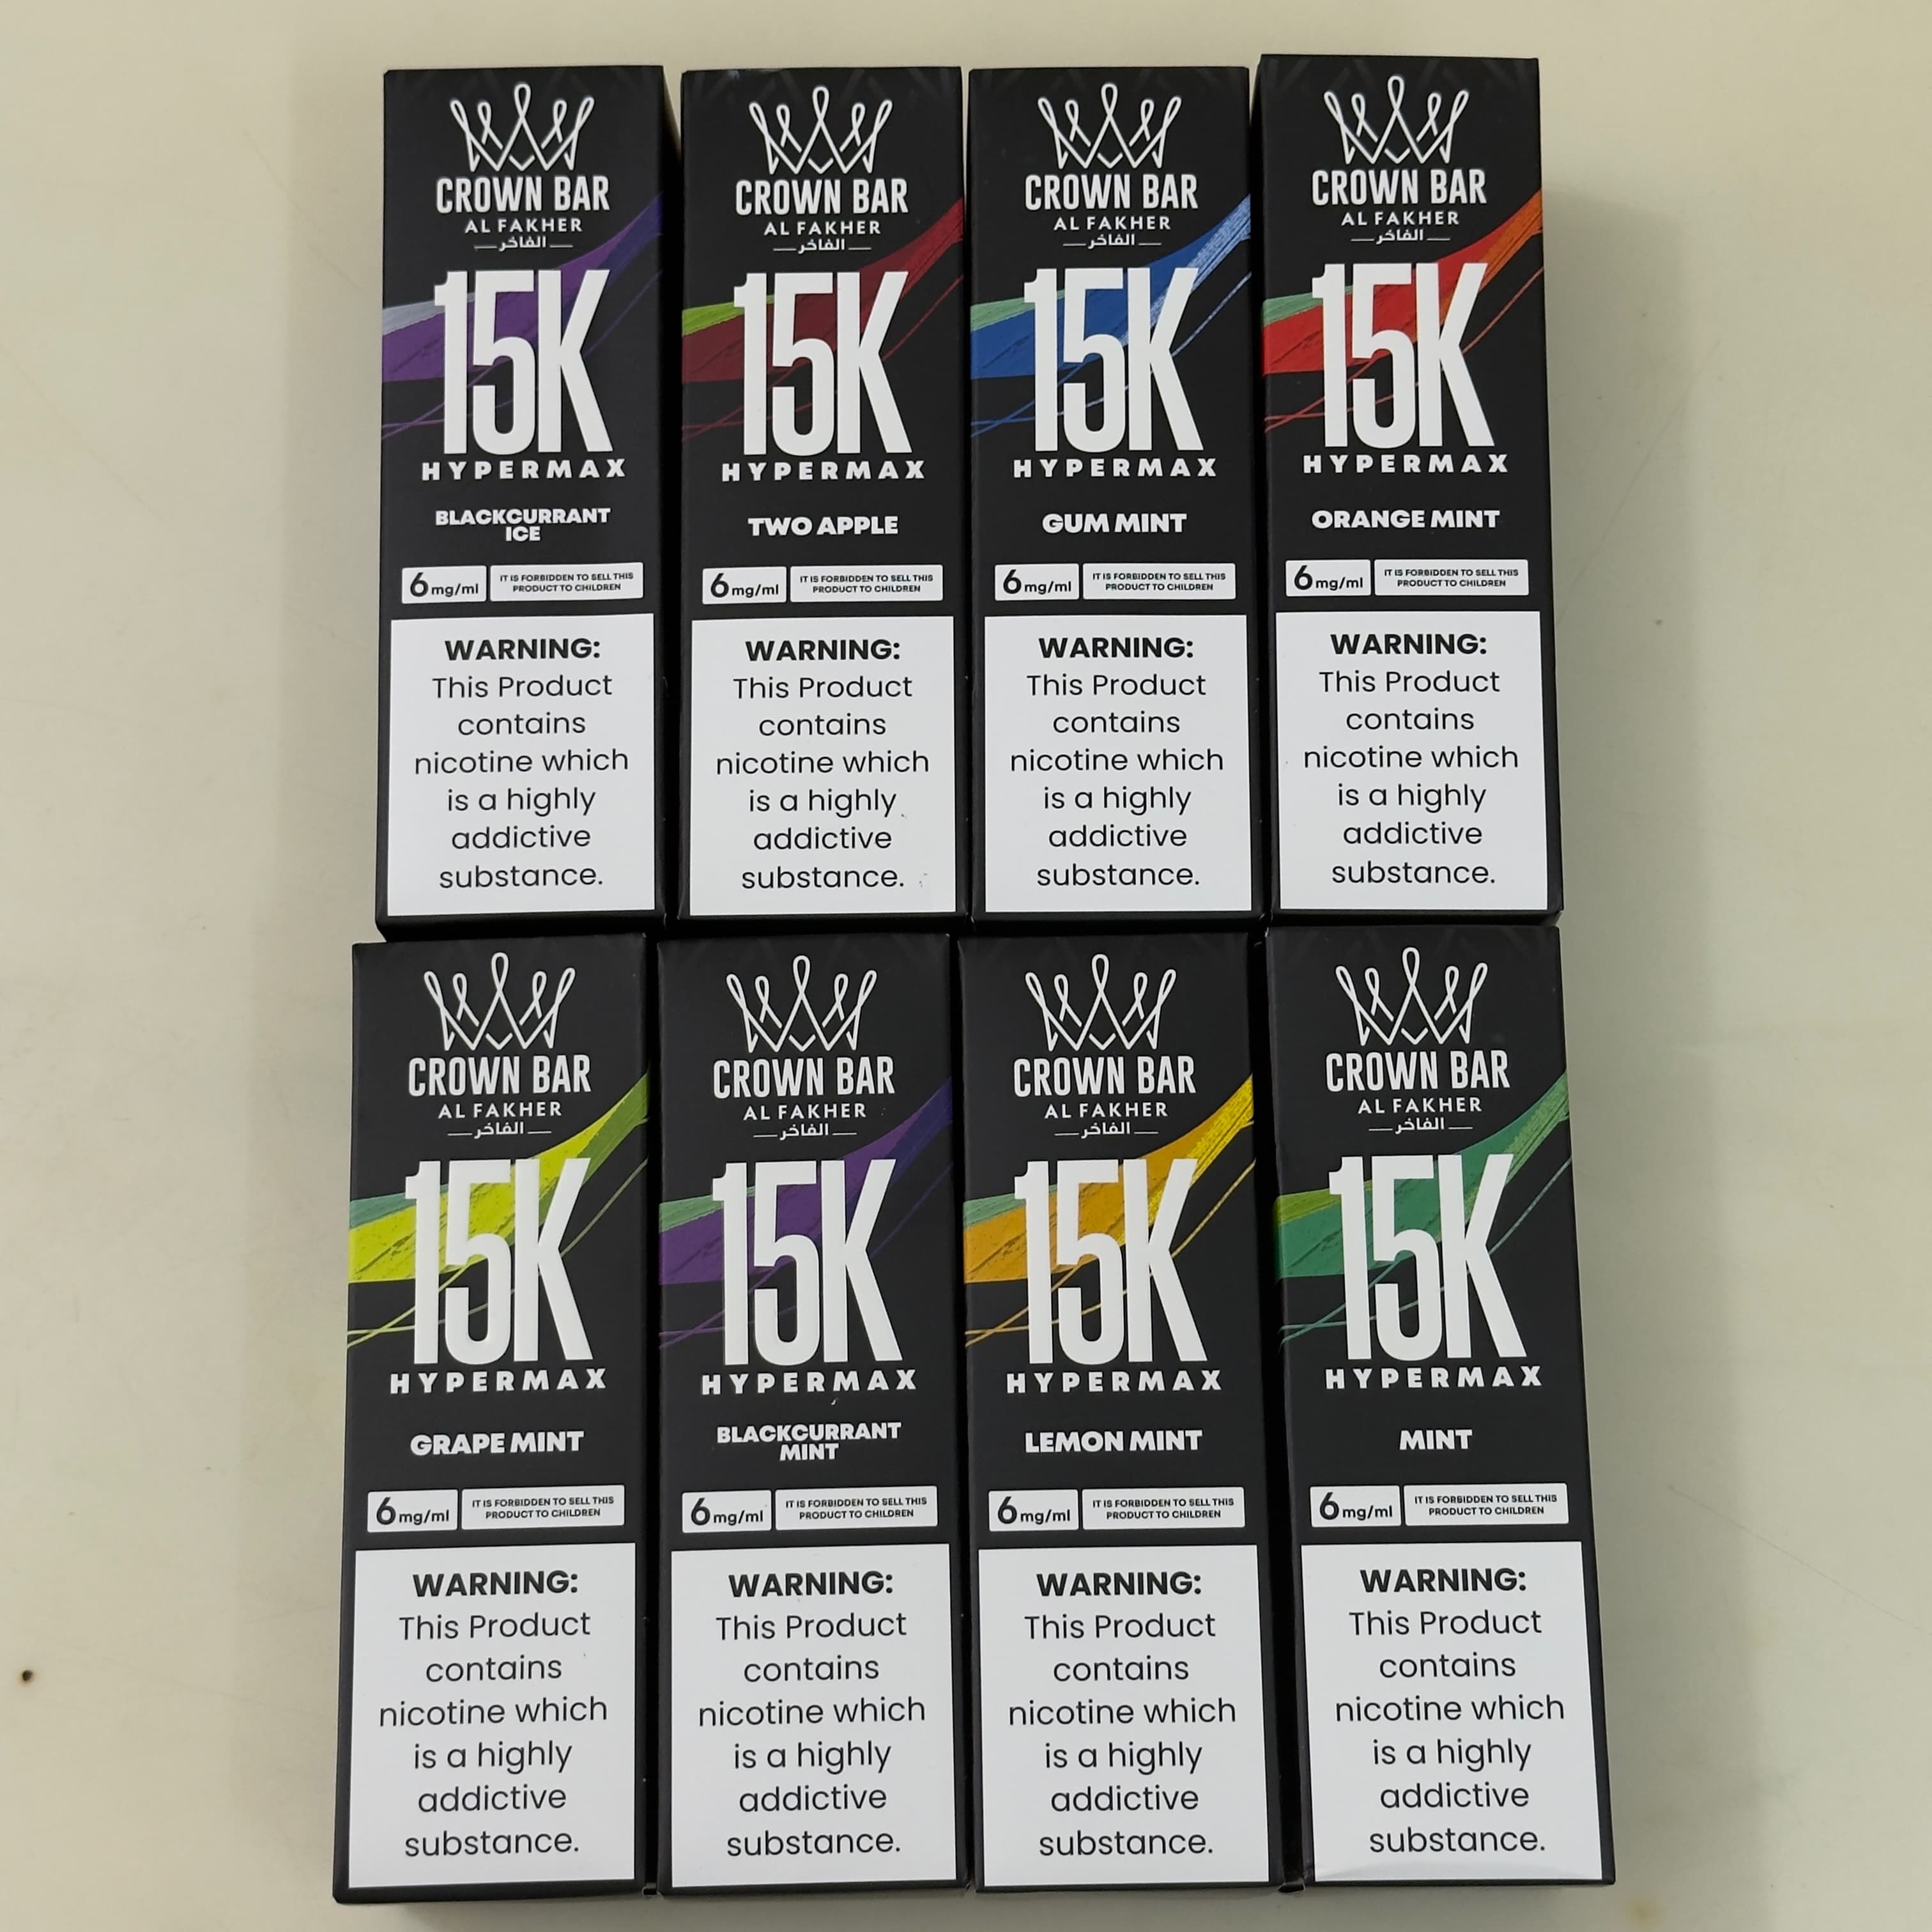 CROWN BAR
AL FAKHER
الفاخر
15K
HYPERMAX
BLACKCURRANT
ICE
6mg/ml
IT IS FORBIDDEN TO SELL THIS
PRODUCT TO CHILDREN
WARNING:
This Product
contains
nicotine which
is a highly
addictive
substance.
CROWN BAR
AL FAKHER
الفاخر
15K
HYPERMAX
TWO APPLE
6mg/ml
IT IS FORBIDDEN TO SELL THIS
PRODUCT TO CHILDREN
WARNING:
This Product
contains
nicotine which
is a highly
addictive
substance.
CROWN BAR
AL FAKHER
الفاخر
15K
HYPERMAX
GUM MINT
6mg/ml
IT IS FORBIDDEN TO SELL THIS
PRODUCT TO CHILDREN
WARNING:
This Product
contains
nicotine which
is a highly
addictive
substance.
CROWN BAR
AL FAKHER
الفاخر
15K
HYPERMAX
ORANGE MINT
6mg/ml
IT IS FORBIDDEN TO SELL THIS
PRODUCT TO CHILDREN
WARNING:
This Product
contains
nicotine which
is a highly
addictive
substance.
CROWN BAR
AL FAKHER
الفاخر
15K
HYPERMAX
GRAPE MINT
6mg/ml
IT IS FORBIDDEN TO SELL THIS
PRODUCT TO CHILDREN
WARNING:
This Product
contains
nicotine which
is a highly
addictive
substance.
CROWN BAR
AL FAKHER
الفاخر
15K
HYPERMAX
BLACKCURRANT
MINT
6mg/ml
IT IS FORBIDDEN TO SELL THIS
PRODUCT TO CHILDREN
WARNING:
This Product
contains
nicotine which
is a highly
addictive
substance.
CROWN BAR
AL FAKHER
الفاخر
15K
HYPERMAX
LEMON MINT
6mg/ml
IT IS FORBIDDEN TO SELL THIS
PRODUCT TO CHILDREN
WARNING:
This Product
contains
nicotine which
is a highly
addictive
substance.
CROWN BAR
AL FAKHER
الفاخر
15K
HYPERMAX
MINT
6mg/ml
IT IS FORBIDDEN TO SELL THIS
PRODUCT TO CHILDREN
WARNING:
This Product
contains
nicotine which
is a highly
addictive
substance.